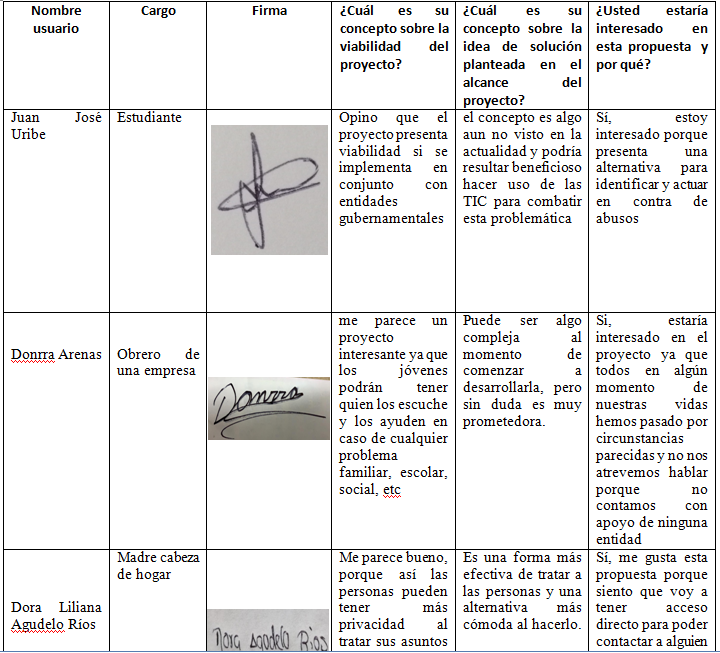 Nombre usuario
Cargo
Firma
¿Cuál es su concepto sobre la viabilidad del proyecto?
¿Cuál es su concepto sobre la idea de solución planteada en el alcance del proyecto?
¿Usted estaría interesado en esta propuesta y por qué?
Juan José
Uribe
Estudiante
Opino que el
proyecto presenta
viabilidad si se
implementa en
conjunto con
entidades
gubernamentales
el concepto es algo
aun no visto en la
actualidad y podría
resultar beneficioso
hacer uso de las
TIC para combatir
esta problemática
Sí, estoy
interesado porque
presenta una
alternativa para
identificar y actuar
en contra de
abusos
Donrra Arenas
Obrero de
una empresa
Donrra
me parece un
proyecto
interesante ya que
los jóvenes
podrán tener
quien los escuche
y los ayuden en
caso de cualquier
problema
familiar, escolar,
social, etc
Puede ser algo
compleja al
momento de
comenzar a
desarrollarla, pero
sin duda es muy
prometedora.
Si, estaría
interesado en el
proyecto ya que
todos en algún
momento de
nuestras vidas
hemos pasado por
circunstancias
parecidas y no nos
atrevemos hablar
porque no
contamos con
apoyo de ninguna
entidad
Dora Liliana
Agudelo Ríos
Madre cabeza
de hogar
Dora Agudelo Rios
Me parece bueno,
porque así las
personas pueden
tener más
privacidad al
tratar sus asuntos
Es una forma más
efectiva de tratar a
las personas y una
alternativa más
cómoda al hacerlo.
Sí, me gusta esta
propuesta porque
siento que voy a
tener acceso
directo para poder
contactar a alguien